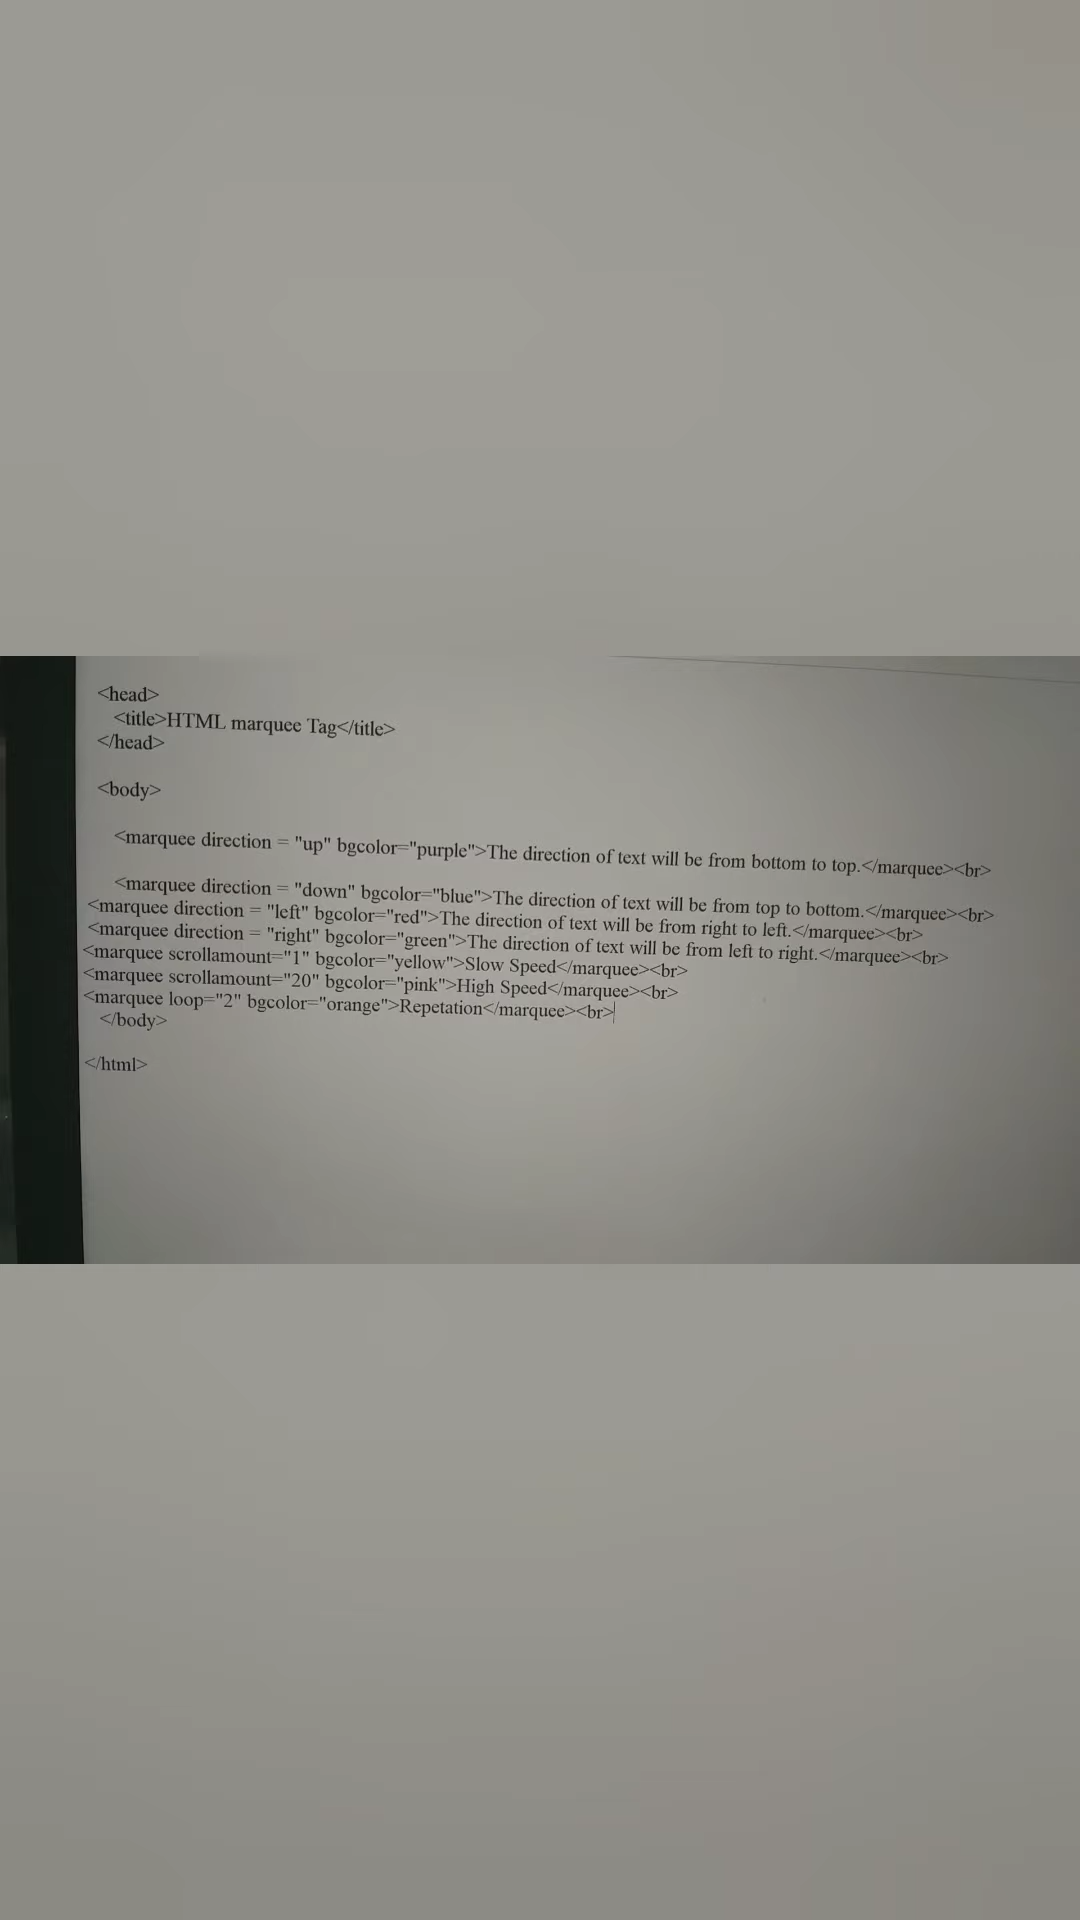 <head>
<title>HTML marquee Tag</title>
</head>
<body>
<marquee direction = "up" bgcolor="purple">The direction of text will be from bottom to top.</marquee><br>
<marquee direction = "down" bgcolor="blue">The direction of text will be from top to bottom.</marquee><br>
<marquee direction = "left" bgcolor="red">The direction of text will be from right to left.</marquee><br>
<marquee direction = "right" bgcolor="green">The direction of text will be from left to right.</marquee><br>
<marquee scrollamount="1" bgcolor="yellow">Slow Speed</marquee><br>
<marquee scrollamount="20" bgcolor="pink">High Speed</marquee><br>
<marquee loop="2" bgcolor="orange">Repetation</marquee><br>
</body>
</html>